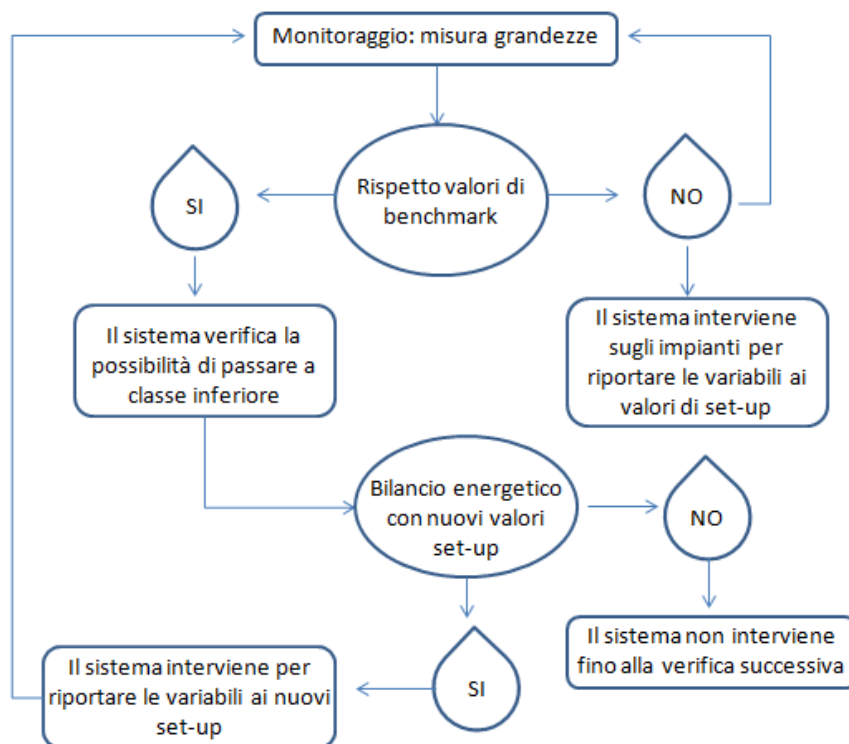 Monitoraggio: misura grandezze
Rispetto valori di
benchmark
SI
NO
Il sistema verifica la
possibilità di passare a
classe inferiore
Il sistema interviene
sugli impianti per
riportare le variabili ai
valori di set-up
Bilancio energetico
con nuovi valori
set-up
NO
Il sistema non interviene
fino alla verifica successiva
SI
Il sistema interviene per
riportare le variabili ai nuovi
set-up